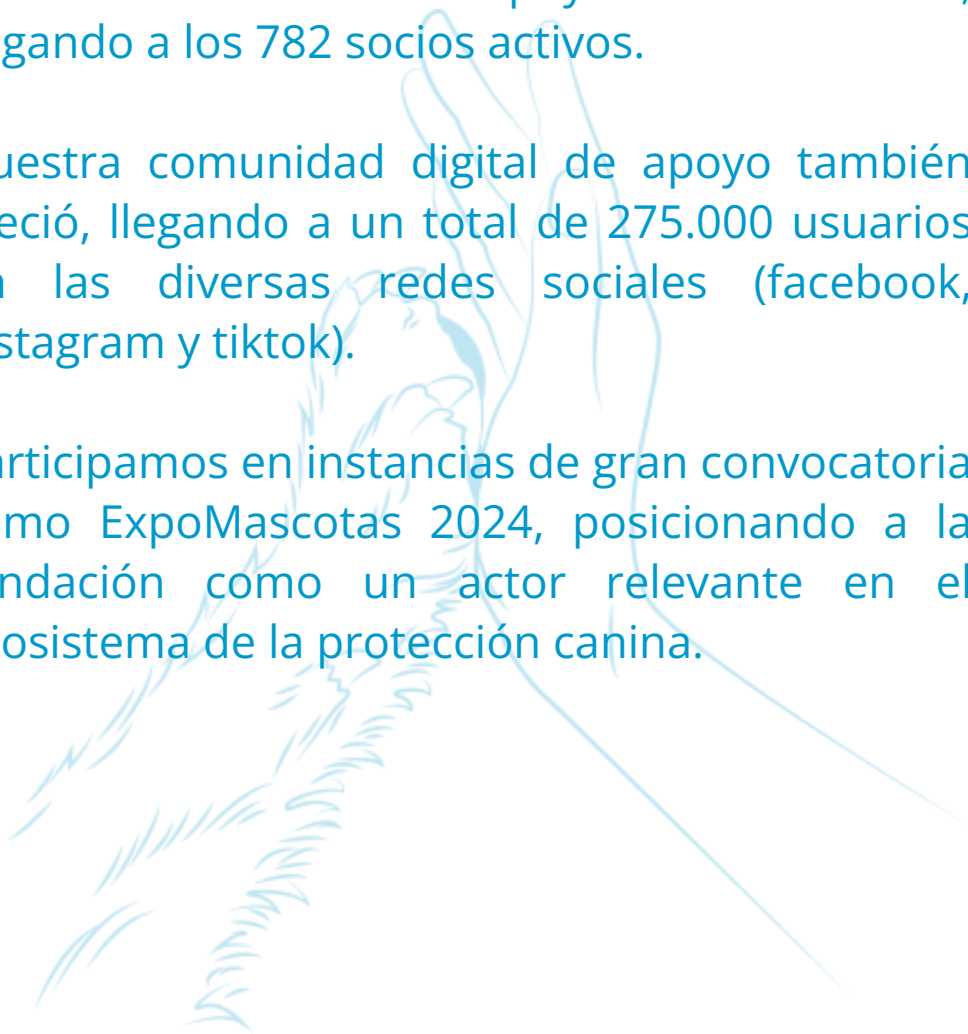 gando a los 782 socios activos.
uestra comunidad digital de apoyo también
eció, llegando a un total de 275.000 usuarios
las diversas redes sociales (facebook,
stagram y tiktok).
articipamos en instancias de gran convocatoria
mo ExpoMascotas 2024, posicionando a la
ndación como un actor relevante en el
osistema de la protección canina.